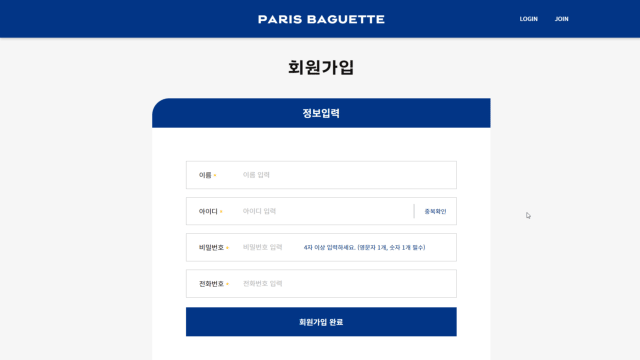 PARIS BAGUETTE
LOGIN JOIN
회원가입
정보입력
이름 이름 입력
아이디 아이디 입력 중복확인
비밀번호 비밀번호 입력 4자 이상 입력하세요. (영문자 1개, 숫자 1개 필수)
전화번호 전화번호 입력
회원가입 완료